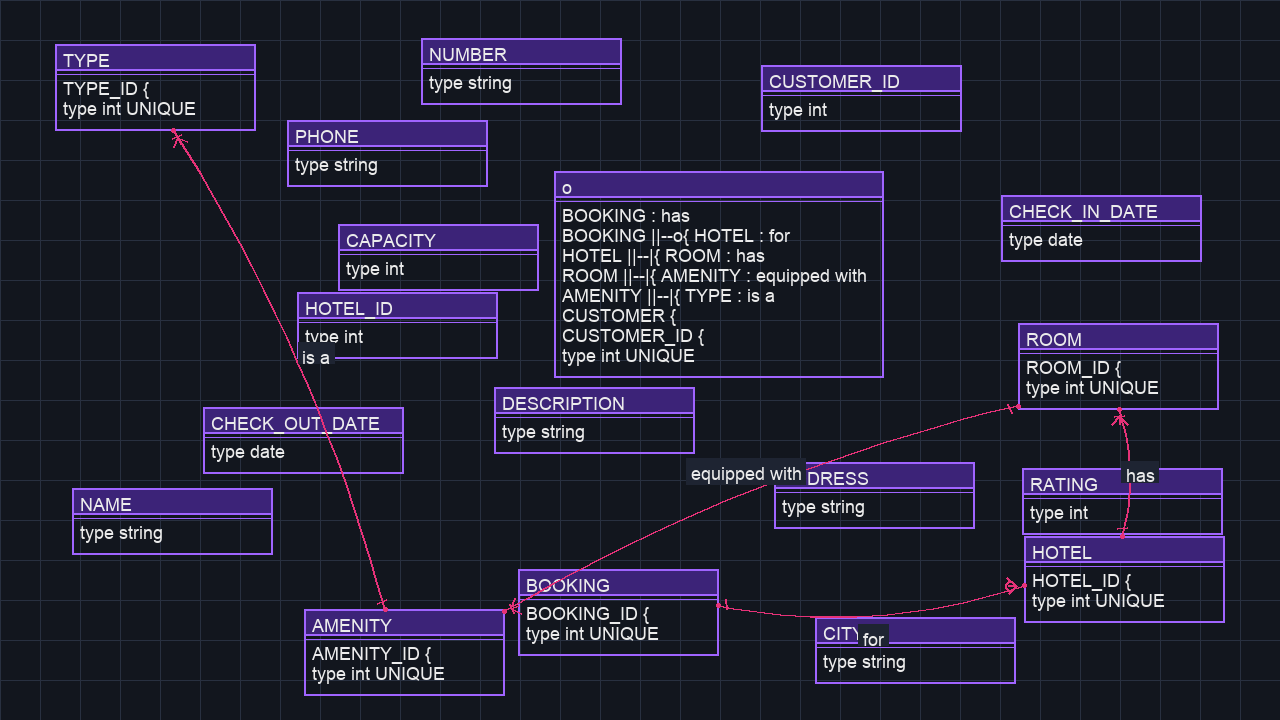 TYPE
TYPE_ID {
type int UNIQUE
NUMBER
type string
CUSTOMER_ID
type int
PHONE
type string
o
BOOKING : has
BOOKING ||--o{ HOTEL : for
HOTEL ||--|{ ROOM : has
ROOM ||--|{ AMENITY : equipped with
AMENITY ||--|{ TYPE : is a
CUSTOMER {
CUSTOMER_ID {
type int UNIQUE
CHECK_IN_DATE
type date
CAPACITY
type int
HOTEL_ID
type int
is a
ROOM
ROOM_ID {
type int UNIQUE
DESCRIPTION
type string
CHECK_OUT_DATE
type date
equipped with
DRESS
type string
has
RATING
type int
NAME
type string
HOTEL
HOTEL_ID {
type int UNIQUE
BOOKING
BOOKING_ID {
type int UNIQUE
AMENITY
AMENITY_ID {
type int UNIQUE
CITY
for
type string